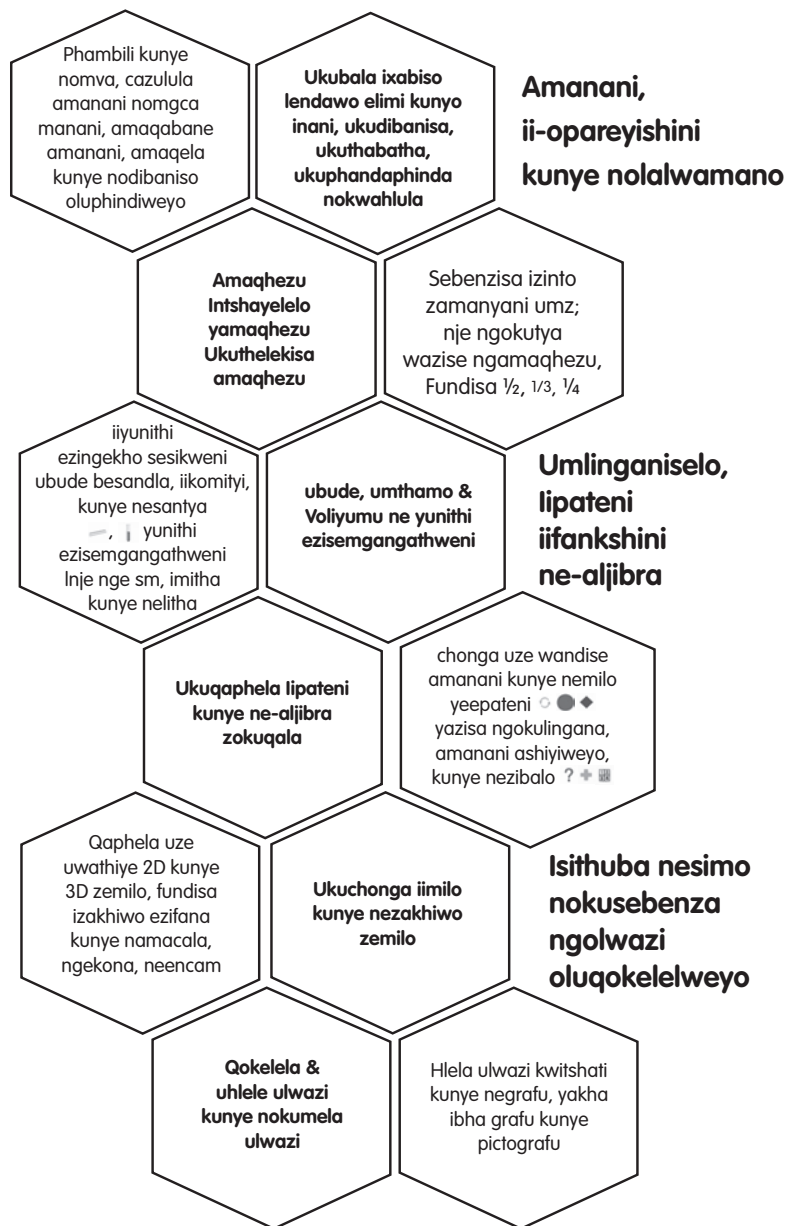 Phambili kunye
nomva, cazulula
amanani nomgca
manani, amaqabane
amanani, amaqela
kunye nodibaniso
oluphindiweyo
Ukubala ixabiso
lendawo elimi kunyo
inani, ukudibanisa,
ukuthabatha,
ukuphandaphinda
nokwahlula
Amanani,
ii-opareyishini
kunye nolalwamano
Amaqhezu
Intshayelelo
yamaqhezu
Ukuthelekisa
amaqhezu
Sebenzisa izinto
zamanyani umz;
nje ngokutya
wazise ngamaqhezu,
Fundisa ½, 1/3, ¼
iiyunithi
ezingekho sesikweni
ubude besandla, iikomityi,
kunye nesantya
, yunithi
ezisemgangathweni
lnje nge sm, imitha
kunye nelitha
ubude, umthamo &
Voliyumu ne yunithi
ezisemgangathweni
Umlinganiselo,
Iipateni
iifankshini
ne-aljibra
Ukuqaphela Iipateni
kunye ne-aljibra
zokuqala
chonga uze wandise
amanani kunye nemilo
yeepateni
yazisa ngokulingana,
amanani ashiyiweyo,
kunye nezibalo ? +
Qaphela uze
uwathiye 2D kunye
3D zemilo, fundisa
izakhiwo ezifana
kunye namacala,
ngekona, neencam
Ukuchonga iimilo
kunye nezakhiwo
zemilo
Isithuba nesimo
nokusebenza
ngolwazi
oluqokelelweyo
Qokelela &
uhlele ulwazi
kunye nokumela
ulwazi
Hlela ulwazi kwitshati
kunye negrafu, yakha
ibha grafu kunye
pictografu